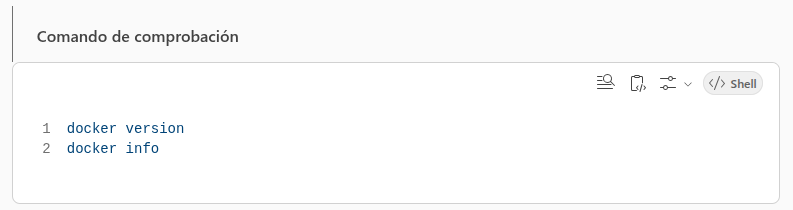 Comando de comprobación
</> Shell
1 docker version
2 docker info